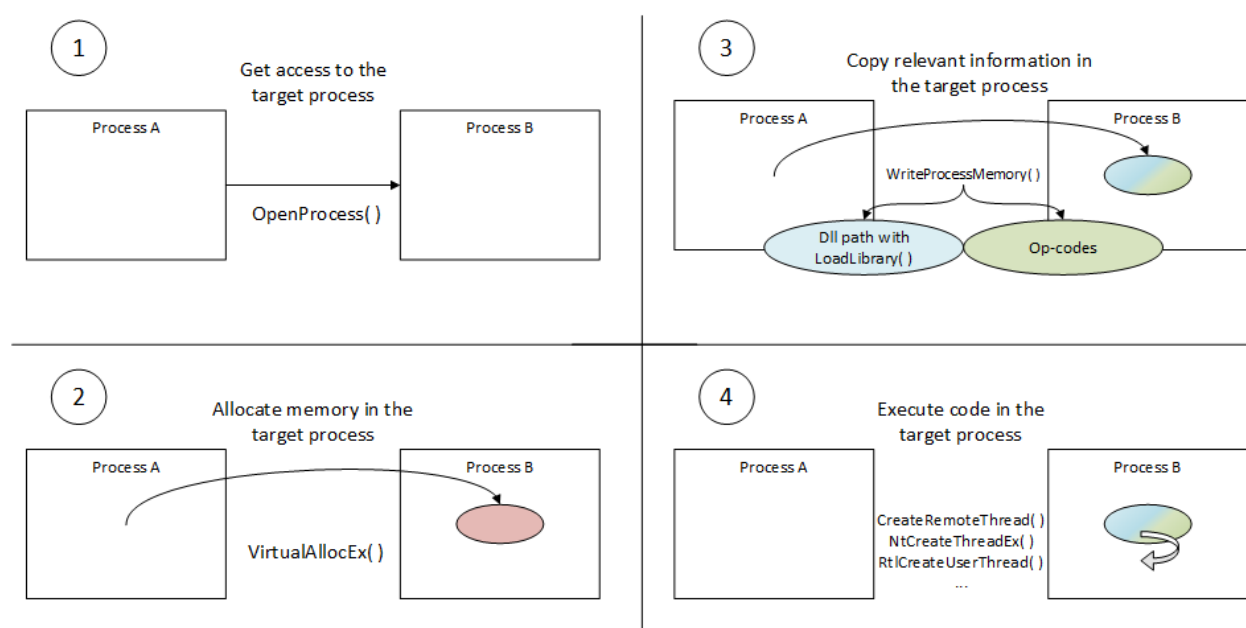 1
Get access to the
target process
Process A
Process B
OpenProcess( )
2
Allocate memory in the
target process
Process A
Process B
VirtualAllocEx( )
3
Copy relevant information in
the target process
Process A
Process B
WriteProcessMemory( )
Dll path with
LoadLibrary( )
Op-codes
4
Execute code in the
target process
Process A
Process B
CreateRemoteThread( )
NtCreateThreadEx( )
RtlCreateUserThread( )
...